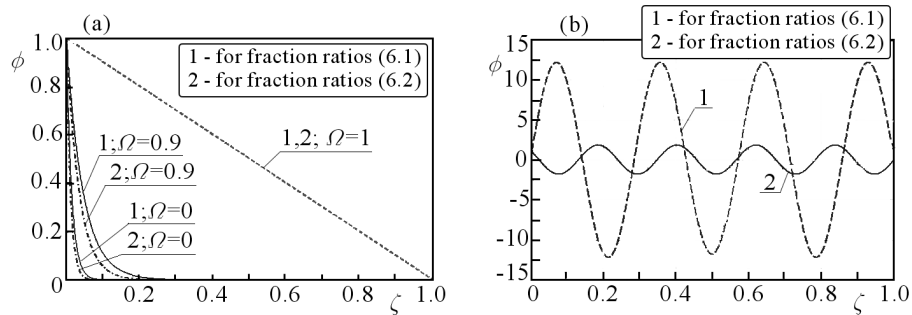 (a)
1 - for fraction ratios (6.1)
2 - for fraction ratios (6.2)
ϕ
1.0
0.8
0.6
0.4
0.2
0
1,2; Ω=1
1;Ω=0.9
2;Ω=0.9
1;Ω=0
2;Ω=0
0 0.2 0.4 0.6 0.8 1.0
ζ
(b)
1 - for fraction ratios (6.1)
2 - for fraction ratios (6.2)
ϕ
15
10
5
0
-5
-10
-15
1
2
0 0.2 0.4 0.6 0.8 1.0
ζ